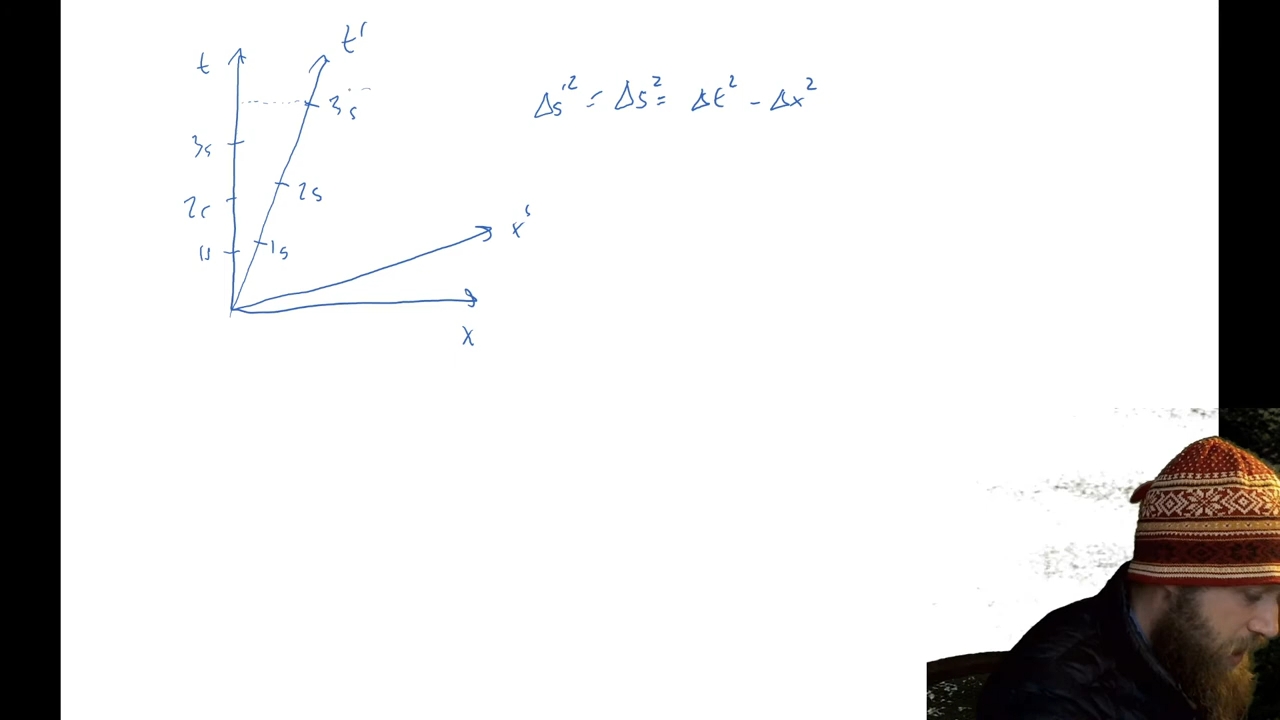 t
t'
3s
3s
2s
2s
1s
1s
x'
x
Δs'² = Δs² = Δt² - Δx²